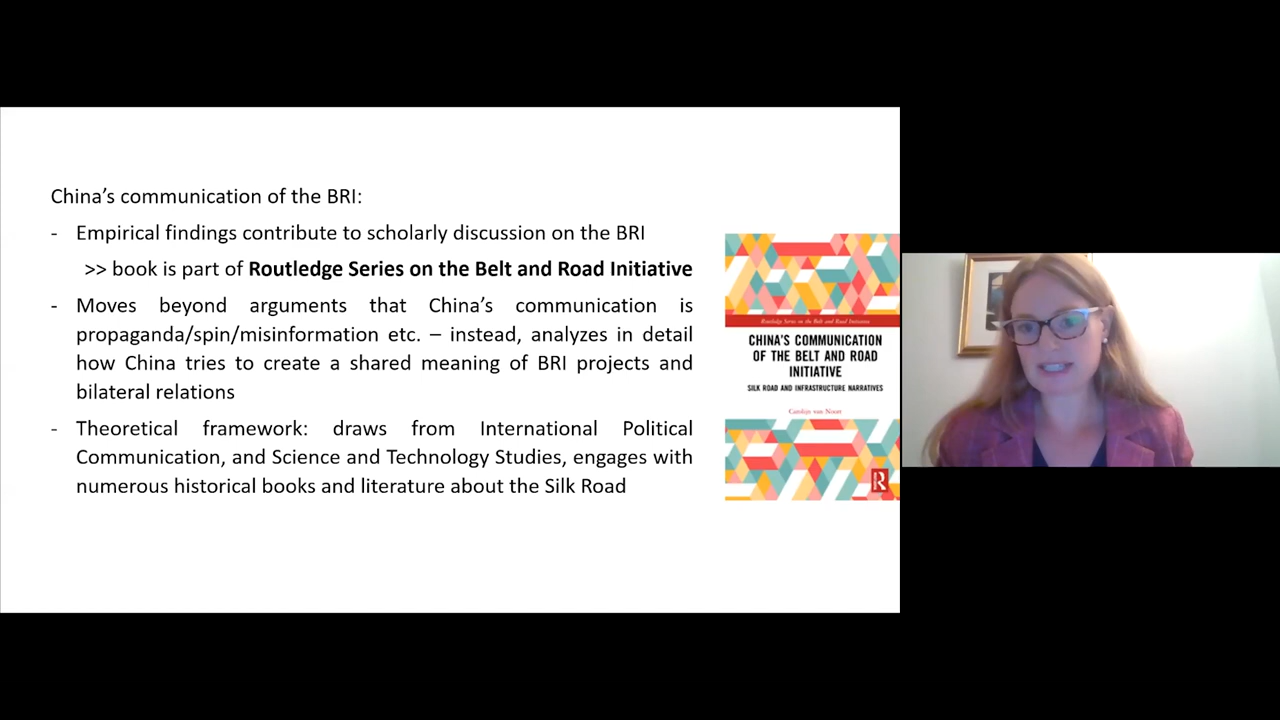 China's communication of the BRI:
- Empirical findings contribute to scholarly discussion on the BRI
>> book is part of Routledge Series on the Belt and Road Initiative
- Moves beyond arguments that China's communication is
propaganda/spin/misinformation etc. – instead, analyzes in detail
how China tries to create a shared meaning of BRI projects and
bilateral relations
- Theoretical framework: draws from International Political
Communication, and Science and Technology Studies, engages with
numerous historical books and literature about the Silk Road
Routledge Series on the Belt and Road Initiative
CHINA'S COMMUNICATION
OF THE BELT AND ROAD
INITIATIVE
SILK ROAD AND INFRASTRUCTURE NARRATIVES
Carolijn van Noort
R